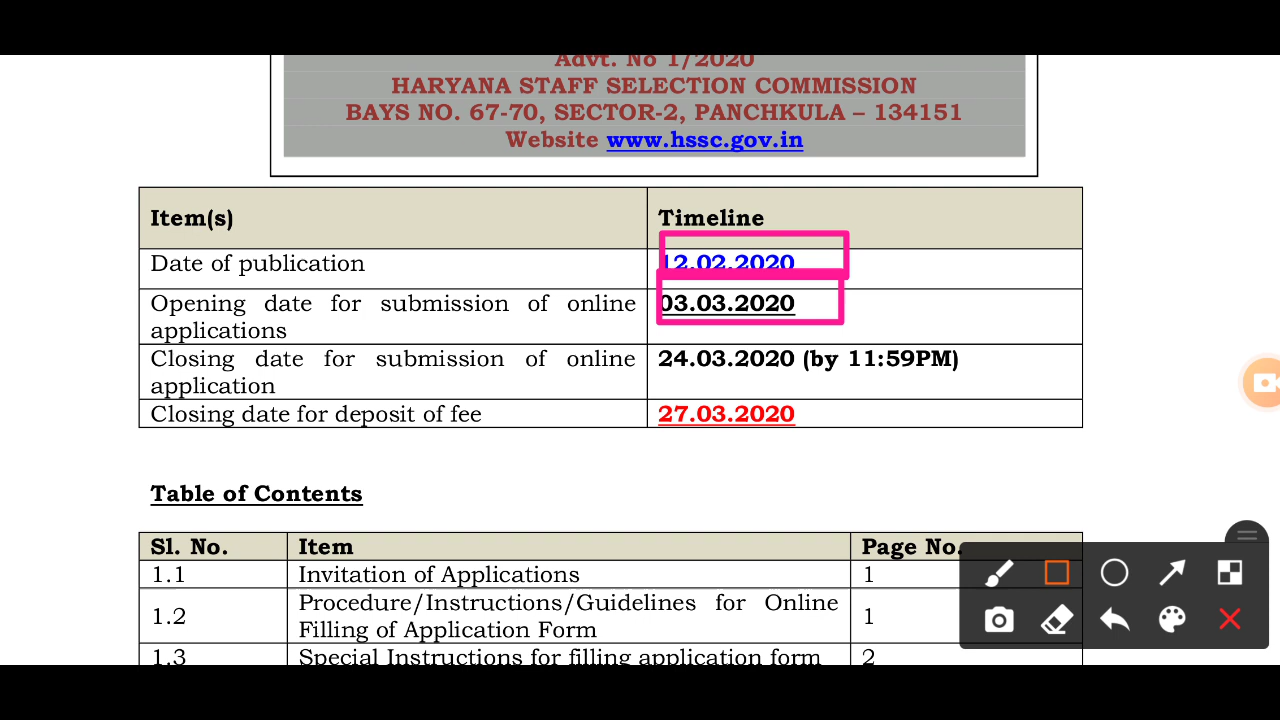 Advt. No 1/2020
HARYANA STAFF SELECTION COMMISSION
BAYS NO. 67-70, SECTOR-2, PANCHKULA – 134151
Website www.hssc.gov.in
Item(s) Timeline
Date of publication 12.02.2020
Opening date for submission of online 03.03.2020
applications
Closing date for submission of online 24.03.2020 (by 11:59PM)
application
Closing date for deposit of fee 27.03.2020
Table of Contents
Sl. No. Item Page No.
1.1 Invitation of Applications 1
Procedure/Instructions/Guidelines for Online
1.2 1
Filling of Application Form
1.3 Special Instructions for filling application form 2